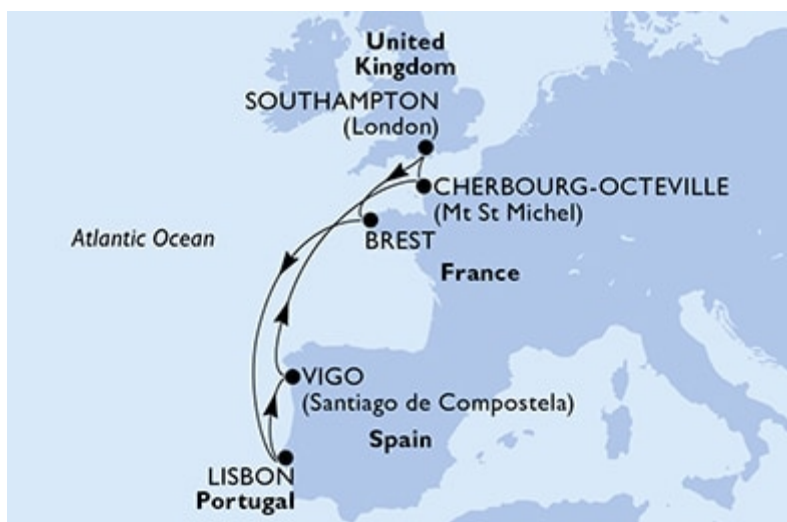 United
Kingdom
SOUTHAMPTON
(London)
CHERBOURG-OCTEVILLE
(Mt St Michel)
Atlantic Ocean
BREST
France
VIGO
(Santiago de Compostela)
Spain
LISBON
Portugal